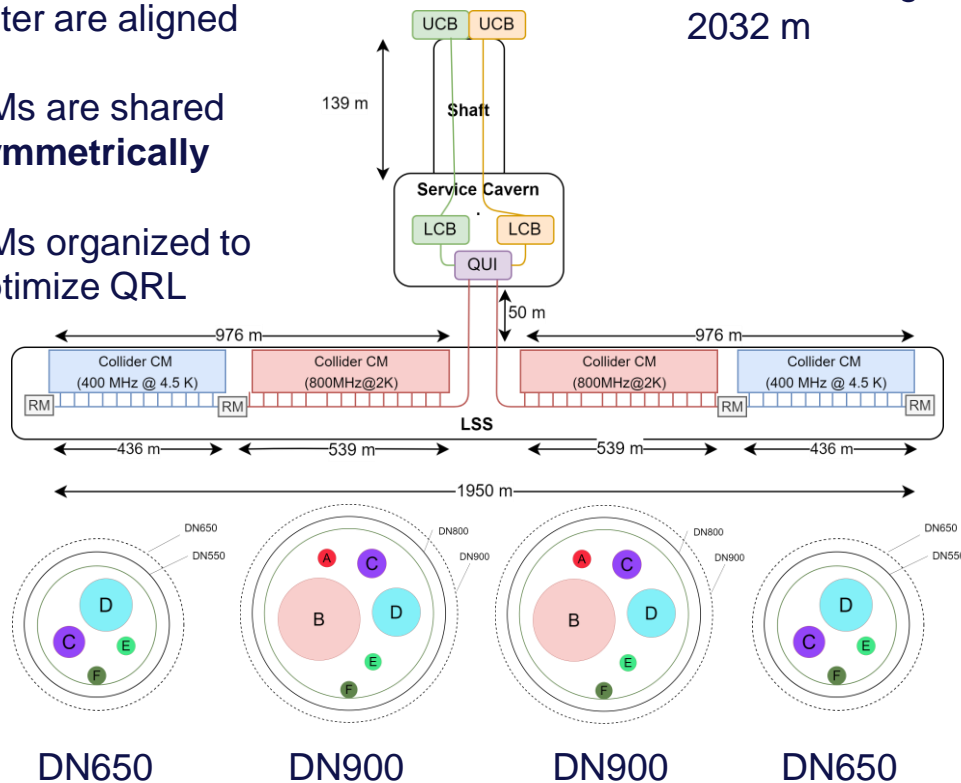 ter are aligned
Ms are shared
mmetrically
Ms organized to
timize QRL
2032 m
UCB UCB
139 m
Shaft
Service Cavern
LCB LCB
QUI
50 m
976 m 976 m
Collider CM
(400 MHz @ 4.5 K)
Collider CM
(800MHz@2K)
Collider CM
(800MHz@2K)
Collider CM
(400 MHz @ 4.5 K)
RM RM RM RM
LSS
436 m 539 m 539 m 436 m
1950 m
DN650
DN550
D
C
E
F
DN800
DN900
A
C
B
D
E
F
DN800
DN900
A
C
B
D
E
F
DN650
DN550
D
C
E
F
DN650 DN900 DN900 DN650